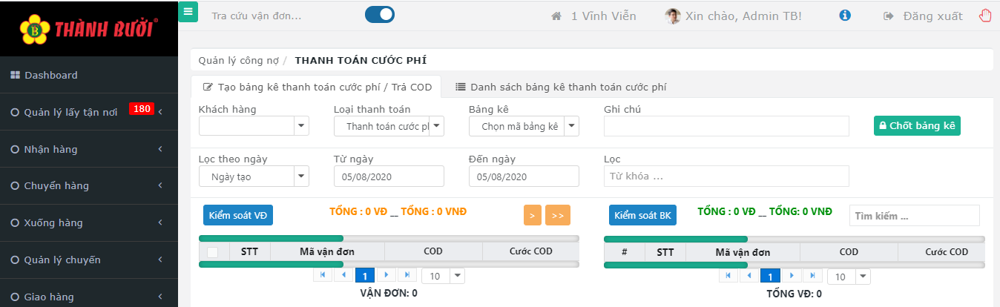 THÀNH BƯỞI®
Tra cứu vận đơn...
1 Vĩnh Viễn
Xin chào, Admin TB!
Đăng xuất
Dashboard
Quản lý lấy tận nơi 180
Nhận hàng
Chuyển hàng
Xuống hàng
Quản lý chuyến
Giao hàng
Quản lý công nợ / THANH TOÁN CƯỚC PHÍ
Tạo bảng kê thanh toán cước phí / Trả COD
Danh sách bảng kê thanh toán cước phí
Khách hàng
Loại thanh toán
Bảng kê
Ghi chú
Thanh toán cước pl
Chọn mã bảng kê
Chốt bảng kê
Lọc theo ngày
Từ ngày
Đến ngày
Lọc
Ngày tạo
05/08/2020
05/08/2020
Từ khóa ...
Kiểm soát VĐ
TỔNG : 0 VĐ __ TỔNG : 0 VNĐ
>
>>
STT Mã vận đơn COD Cước COD
1
10
VẬN ĐƠN: 0
Kiểm soát BK
TỔNG : 0 VĐ __ TỔNG: 0 VNĐ
Tìm kiếm ...
# STT Mã vận đơn COD Cước COD
1
10
TỔNG VĐ: 0